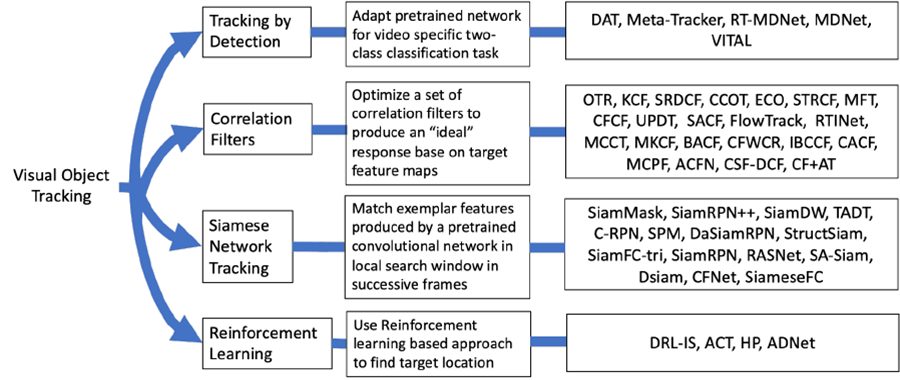 Visual Object
Tracking
Tracking by
Detection
Adapt pretrained network
for video specific two-
class classification task
DAT, Meta-Tracker, RT-MDNet, MDNet,
VITAL
Correlation
Filters
Optimize a set of
correlation filters to
produce an “ideal”
response base on target
feature maps
OTR, KCF, SRDCF, CCOT, ECO, STRCF, MFT,
CFCF, UPDT, SACF, FlowTrack, RTINet,
MCCT, MKCF, BACF, CFWCR, IBCCF, CACF,
MCPF, ACFN, CSF-DCF, CF+AT
Siamese
Network
Tracking
Match exemplar features
produced by a pretrained
convolutional network in
local search window in
successive frames
SiamMask, SiamRPN++, SiamDW, TADT,
C-RPN, SPM, DaSiamRPN, StructSiam,
SiamFC-tri, SiamRPN, RASNet, SA-Siam,
Dsiam, CFNet, SiameseFC
Reinforcement
Learning
Use Reinforcement
learning based approach
to find target location
DRL-IS, ACT, HP, ADNet